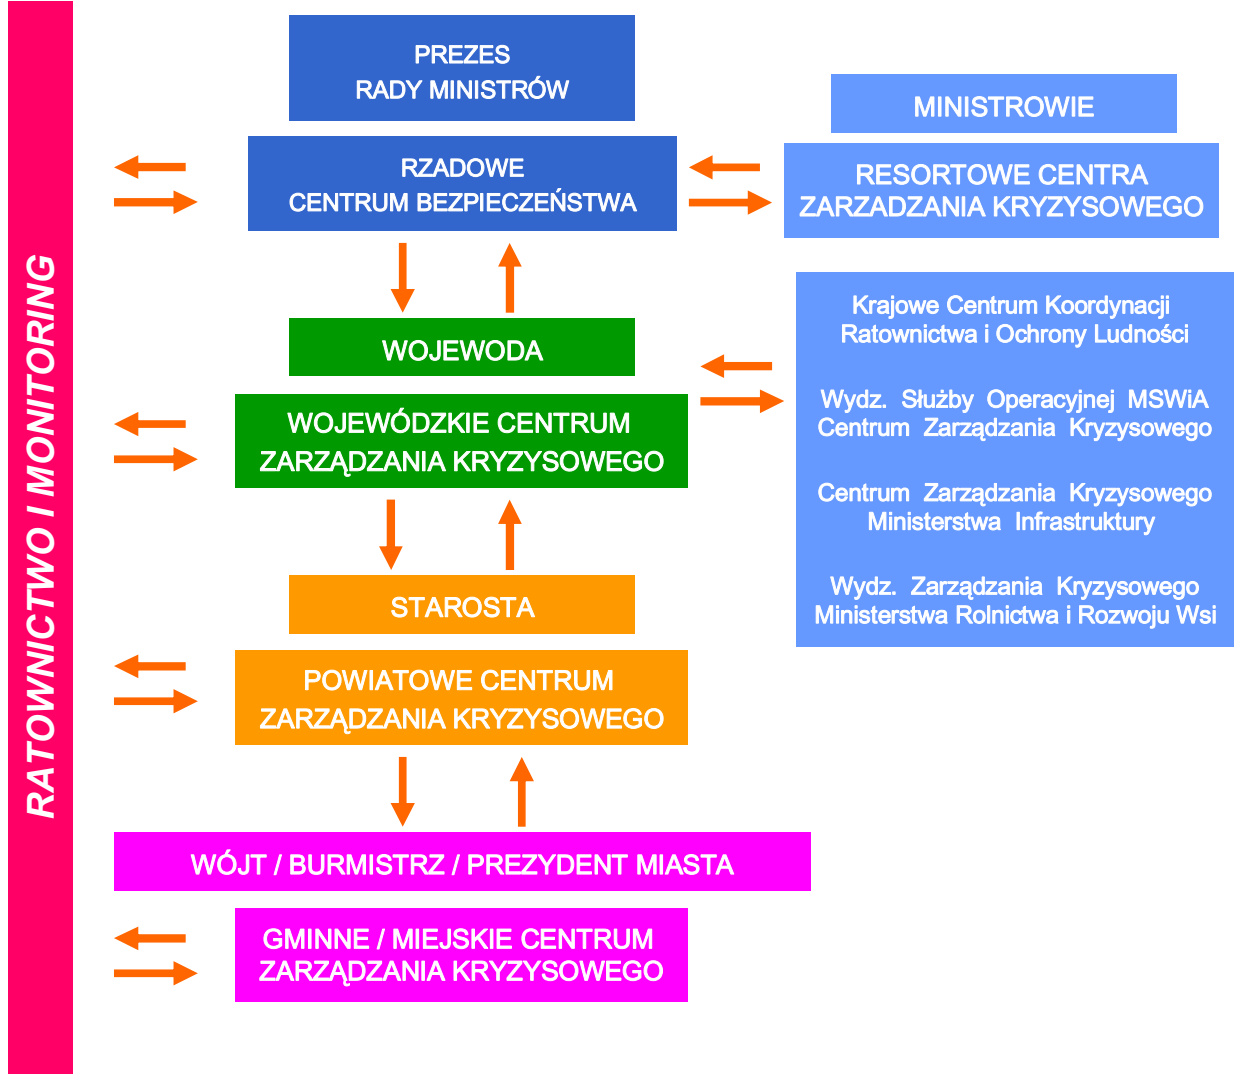 RATOWNICTWO I MONITORING
PREZES
RADY MINISTRÓW
RZADOWE
CENTRUM BEZPIECZEŃSTWA
MINISTROWIE
RESORTOWE CENTRA
ZARZADZANIA KRYZYSOWEGO
WOJEWODA
WOJEWÓDZKIE CENTRUM
ZARZĄDZANIA KRYZYSOWEGO
Krajowe Centrum Koordynacji
Ratownictwa i Ochrony Ludności
Wydz. Służby Operacyjnej MSWiA
Centrum Zarządzania Kryzysowego
Centrum Zarządzania Kryzysowego
Ministerstwa Infrastruktury
Wydz. Zarządzania Kryzysowego
Ministerstwa Rolnictwa i Rozwoju Wsi
STAROSTA
POWIATOWE CENTRUM
ZARZĄDZANIA KRYZYSOWEGO
WÓJT / BURMISTRZ / PREZYDENT MIASTA
GMINNE / MIEJSKIE CENTRUM
ZARZĄDZANIA KRYZYSOWEGO